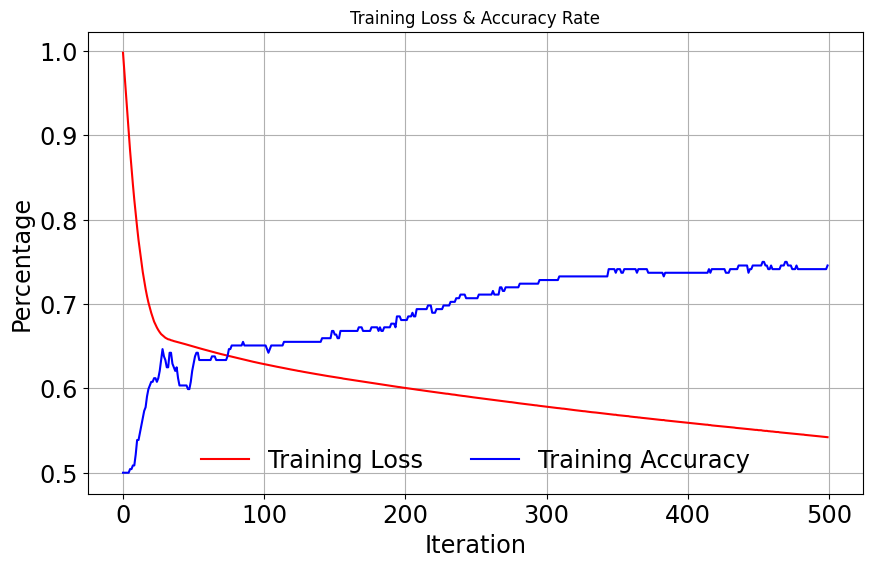 Training Loss & Accuracy Rate
1.0
0.9
0.8
0.7
0.6
0.5
Percentage
Training Loss
Training Accuracy
0 100 200 300 400 500
Iteration